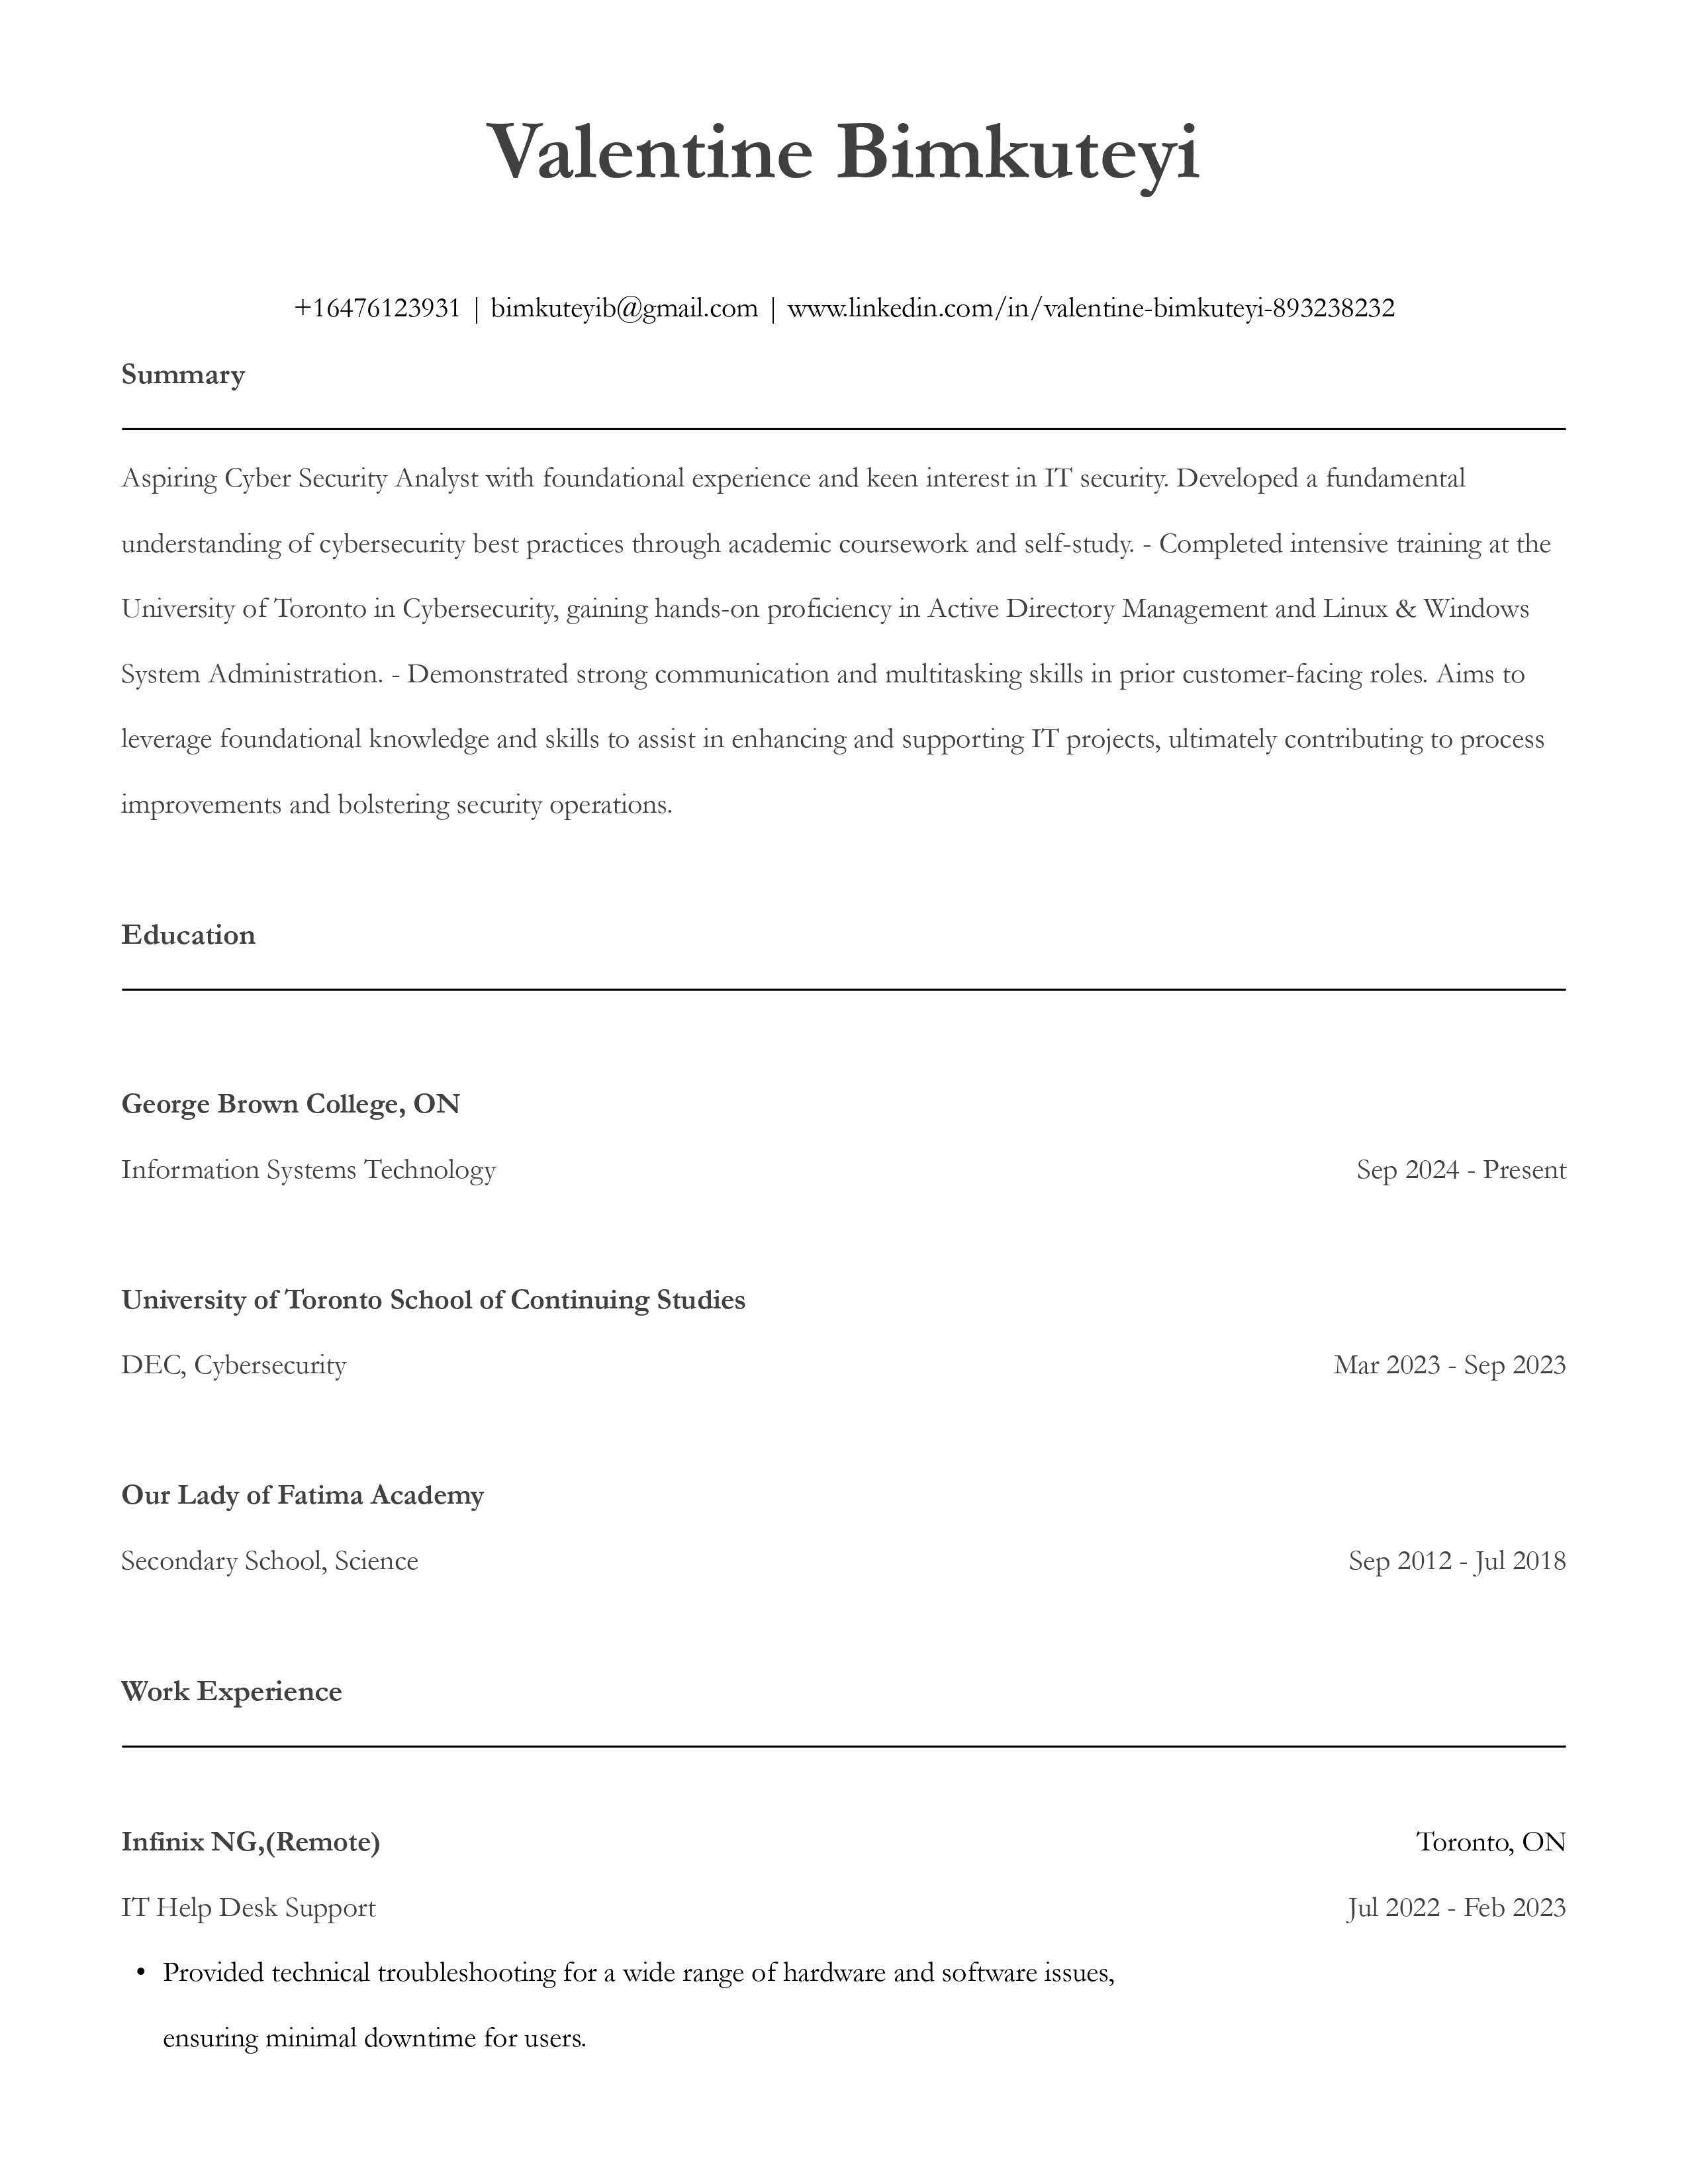 Valentine Bimkuteyi
+16476123931 | bimkuteyib@gmail.com | www.linkedin.com/in/valentine-bimkuteyi-893238232
Summary
Aspiring Cyber Security Analyst with foundational experience and keen interest in IT security. Developed a fundamental
understanding of cybersecurity best practices through academic coursework and self-study. - Completed intensive training at the
University of Toronto in Cybersecurity, gaining hands-on proficiency in Active Directory Management and Linux & Windows
System Administration. - Demonstrated strong communication and multitasking skills in prior customer-facing roles. Aims to
leverage foundational knowledge and skills to assist in enhancing and supporting IT projects, ultimately contributing to process
improvements and bolstering security operations.
Education
George Brown College, ON
Information Systems Technology Sep 2024 - Present
University of Toronto School of Continuing Studies
DEC, Cybersecurity Mar 2023 - Sep 2023
Our Lady of Fatima Academy
Secondary School, Science Sep 2012 - Jul 2018
Work Experience
Infinix NG,(Remote) Toronto, ON
IT Help Desk Support Jul 2022 - Feb 2023
• Provided technical troubleshooting for a wide range of hardware and software issues,
ensuring minimal downtime for users.